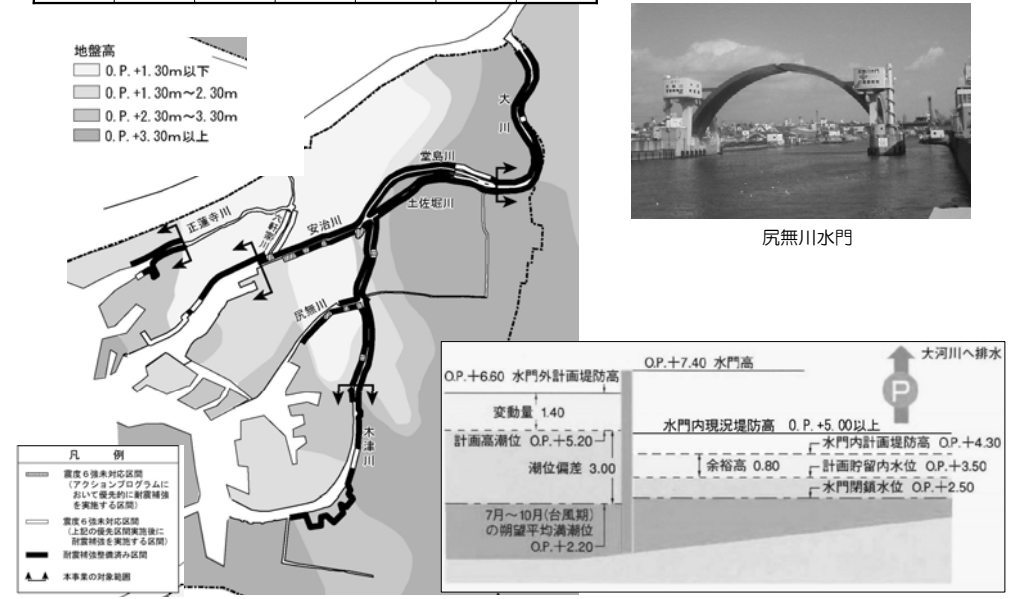 地盤高
O.P.+1.30m以下
O.P.+1.30m～2.30m
O.P.+2.30m～3.30m
O.P.+3.30m以上
大川
堂島川
土佐堀川
正蓮寺川
六軒家川
安治川
尻無川
木津川
尻無川水門
凡 例
震度6強未対応区間
(アクションプログラムに
おいて優先的に耐震補強
を実施する区間)
震度6強未対応区間
(上記の優先区間実施後に
耐震補強を実施する区間)
耐震補強整備済み区間
本事業の対象範囲
大河川へ排水
P
O.P.+7.40 水門高
O.P.+6.60 水門外計画堤防高
変動量 1.40
計画高潮位 O.P.+5.20
潮位偏差 3.00
7月～10月(台風期)
の朔望平均満潮位
O.P.+2.20
水門内現況堤防高 O.P.+5.00以上
水門内計画堤防高 O.P.+4.30
余裕高 0.80
計画貯留内水位 O.P.+3.50
水門閉鎖水位 O.P.+2.50